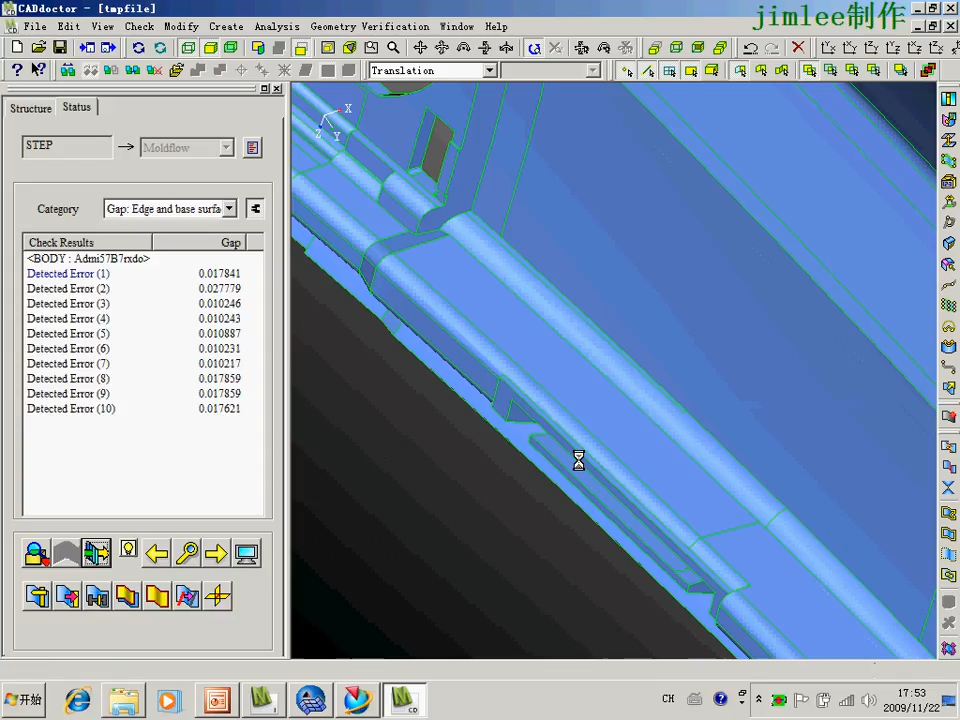 CADdoctor - [tmpfile]
jimlee制作
File Edit View Check Modify Create Analysis Geometry Verification Window Help
Translation
Structure Status
STEP
Moldflow
Category Gap: Edge and base surfa
Check Results Gap
<BODY : Admi57B7rxdo>
Detected Error (1) 0.017841
Detected Error (2) 0.027779
Detected Error (3) 0.010246
Detected Error (4) 0.010243
Detected Error (5) 0.010887
Detected Error (6) 0.010231
Detected Error (7) 0.010217
Detected Error (8) 0.017859
Detected Error (9) 0.017859
Detected Error (10) 0.017621
X
Z
Y
开始
CH
17:53
2009/11/22